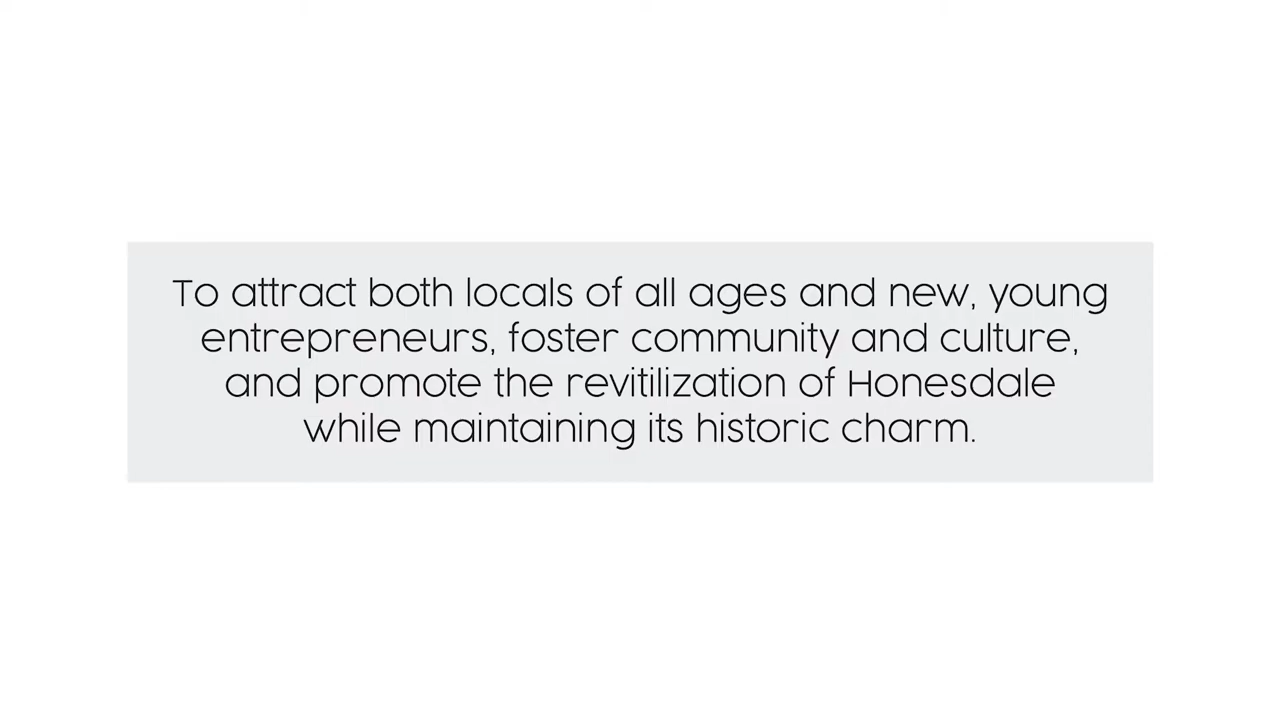 To attract both locals of all ages and new, young
entrepreneurs, foster community and culture,
and promote the revitilization of Honesdale
while maintaining its historic charm.